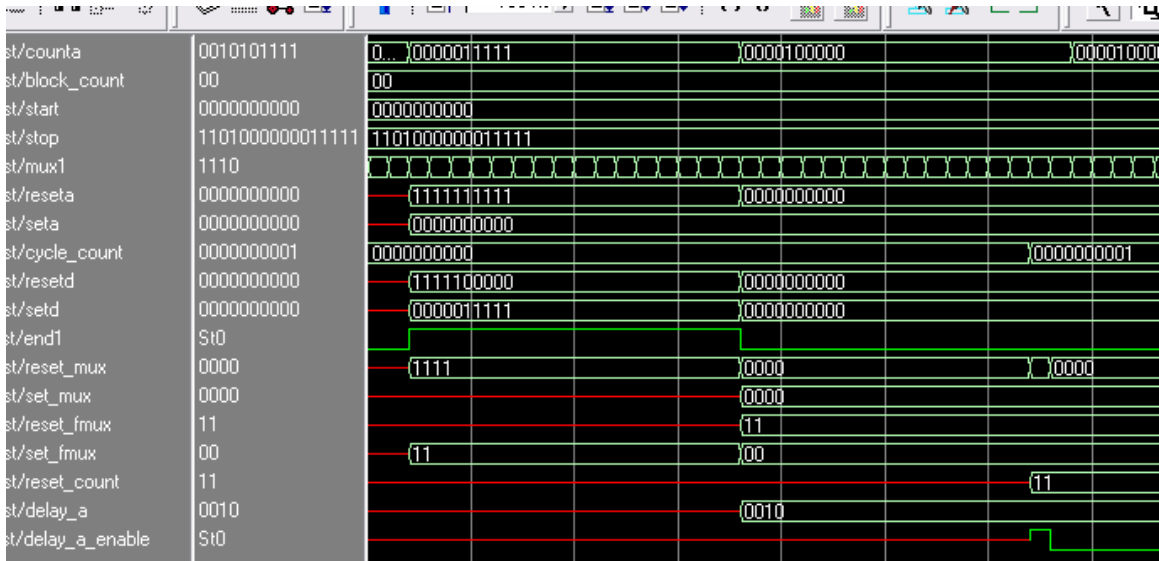 st/counta 0010101111 0... 0000011111 0000100000 000010000
st/block_count 00 00
st/start 0000000000 0000000000
st/stop 1101000000011111 1101000000011111
st/mux1 1110
st/reseta 0000000000 1111111111 0000000000
st/seta 0000000000 0000000000
st/cycle_count 0000000001 0000000000 0000000001
st/resetd 0000000000 1111100000 0000000000
st/setd 0000000000 0000011111 0000000000
st/end1 St0
st/reset_mux 0000 1111 0000 0000
st/set_mux 0000 0000
st/reset_fmux 11 11
st/set_fmux 00 11 00
st/reset_count 11 11
st/delay_a 0010 0010
st/delay_a_enable St0